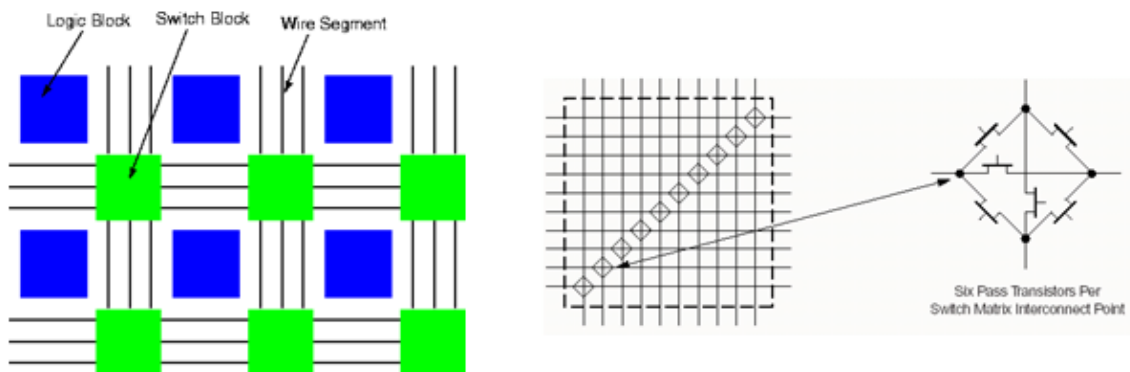 Logic Block
Switch Block
Wire Segment
Six Pass Transistors Per
Switch Matrix Interconnect Point